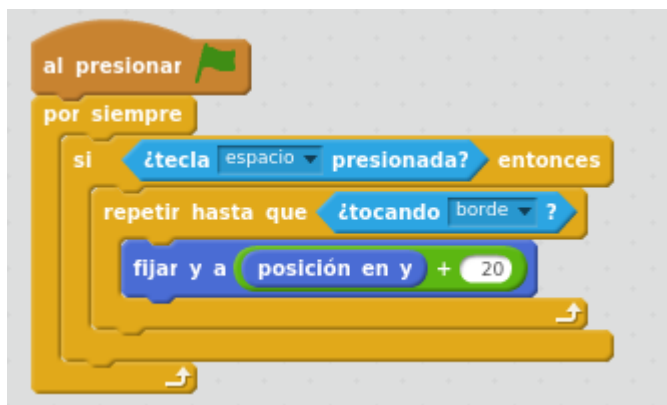 al presionar
por siempre
si ¿tecla espacio presionada? entonces
repetir hasta que ¿tocando borde ?
fijar y a posición en y + 20